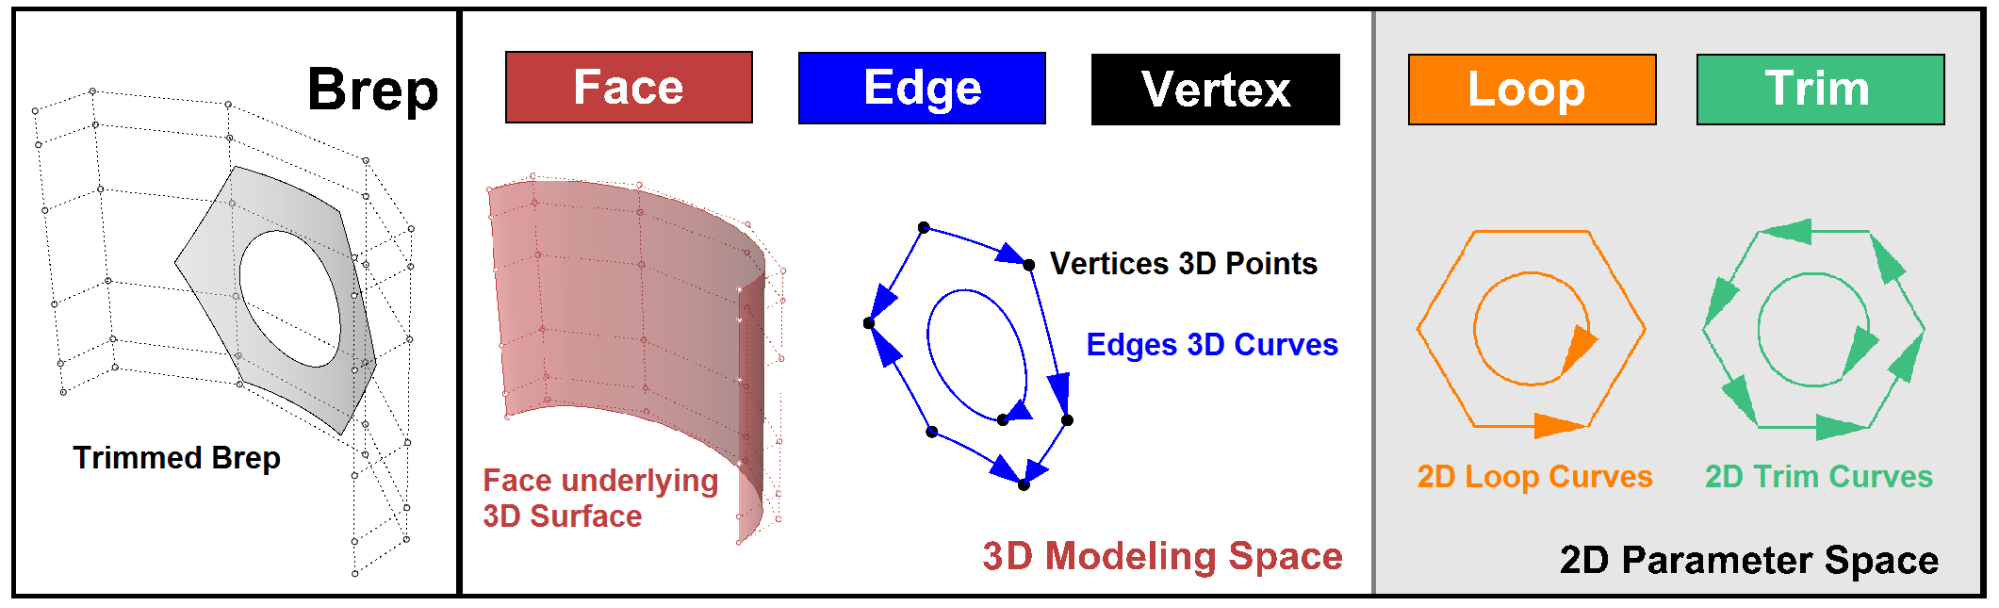 Brep
Trimmed Brep
Face
Edge
Vertex
Vertices 3D Points
Edges 3D Curves
Face underlying
3D Surface
3D Modeling Space
Loop
Trim
2D Loop Curves
2D Trim Curves
2D Parameter Space